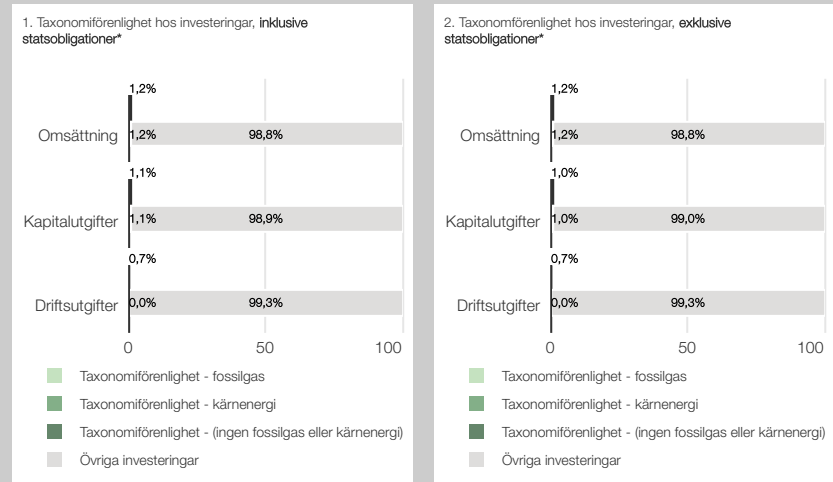 1. Taxonomiförenlighet hos investeringar, inklusive
statsobligationer*
1,2%
Omsättning 1,2% 98,8%
1,1%
Kapitalutgifter 1,1% 98,9%
0,7%
Driftsutgifter 0,0% 99,3%
0 50 100
Taxonomiförenlighet - fossilgas
Taxonomiförenlighet - kärnenergi
Taxonomiförenlighet - (ingen fossilgas eller kärnenergi)
Övriga investeringar
2. Taxonomförenlighet hos investeringar, exklusive
statsobligationer*
1,2%
Omsättning 1,2% 98,8%
1,0%
Kapitalutgifter 1,0% 99,0%
0,7%
Driftsutgifter 0,0% 99,3%
0 50 100
Taxonomiförenlighet - fossilgas
Taxonomiförenlighet - kärnenergi
Taxonomiförenlighet - (ingen fossilgas eller kärnenergi)
Övriga investeringar